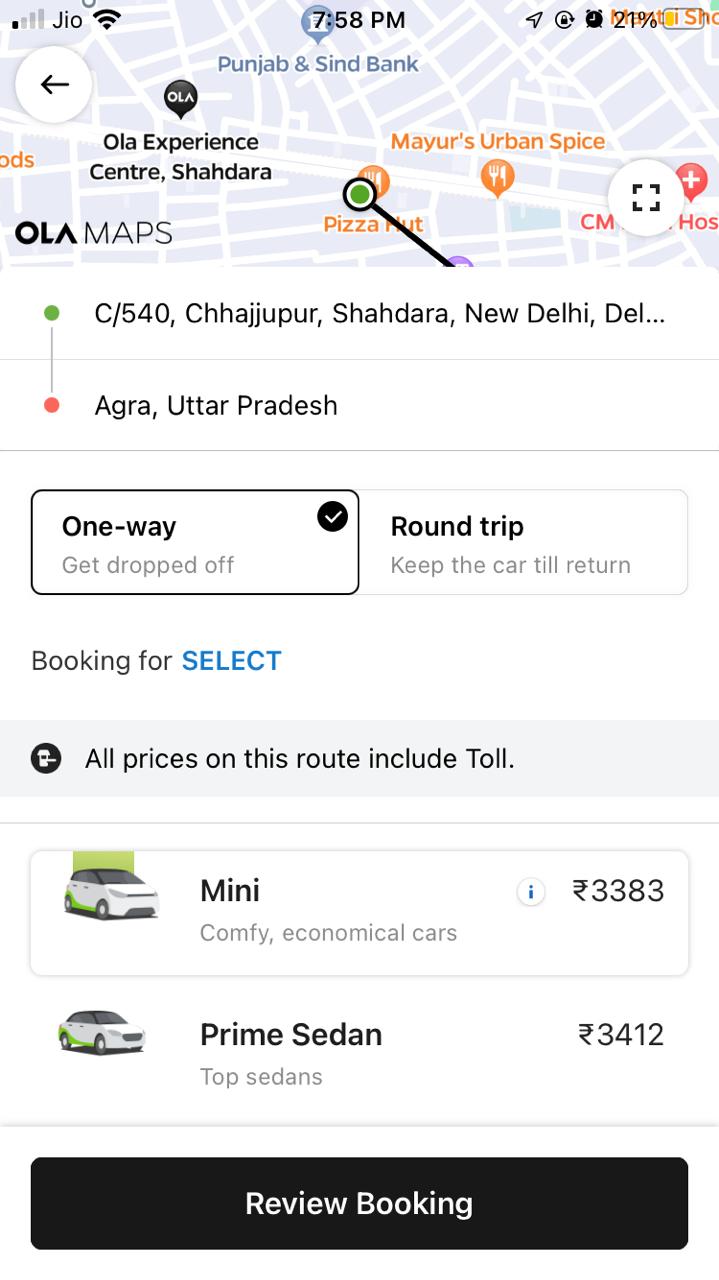 Jio
7:58 PM
21%
Punjab & Sind Bank
OLA
Ola Experience
Centre, Shahdara
Mayur's Urban Spice
ods
Pizza Hut
CM
Hos
OLA MAPS
C/540, Chhajjupur, Shahdara, New Delhi, Del...
Agra, Uttar Pradesh
One-way
Get dropped off
Round trip
Keep the car till return
Booking for SELECT
All prices on this route include Toll.
Mini
₹3383
Comfy, economical cars
Prime Sedan
₹3412
Top sedans
Review Booking